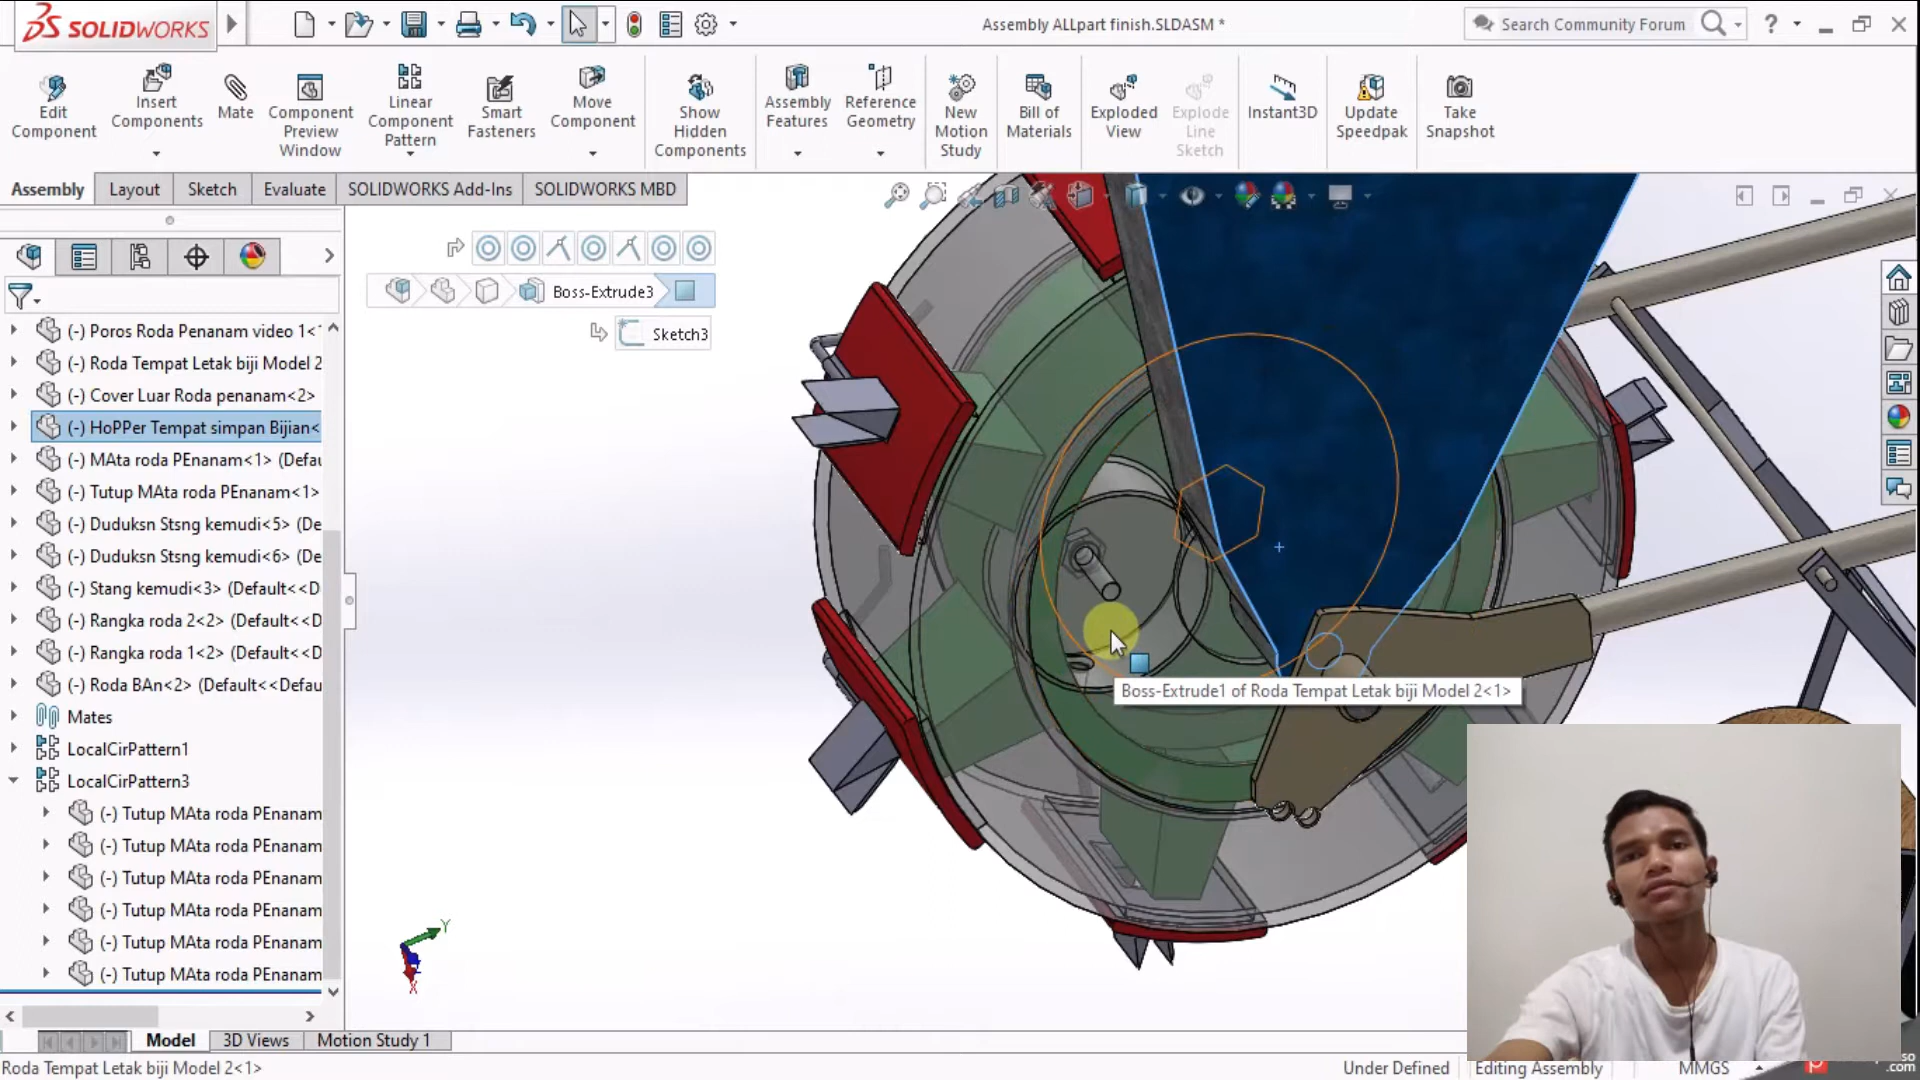 SOLIDWORKS
Assembly ALLpart finish.SLDASM *
Search Community Forum
?
Edit Component
Insert Components
Mate
Component Preview Window
Linear Component Pattern
Smart Fasteners
Move Component
Show Hidden Components
Assembly Features
Reference Geometry
New Motion Study
Bill of Materials
Exploded View
Explode Line Sketch
Instant3D
Update Speedpak
Take Snapshot
Assembly
Layout
Sketch
Evaluate
SOLIDWORKS Add-Ins
SOLIDWORKS MBD
Boss-Extrude3
Sketch3
(-) Poros Roda Penanam video 1<
(-) Roda Tempat Letak biji Model 2
(-) Cover Luar Roda penanam<2>
(-) HoPPer Tempat simpan Bijian<
(-) MAta roda PEnanam<1> (Defau
(-) Tutup MAta roda PEnanam<1>
(-) Duduksn Stsng kemudi<5> (De
(-) Duduksn Stsng kemudi<6> (De
(-) Stang kemudi<3> (Default<<D
(-) Rangka roda 2<2> (Default<<D
(-) Rangka roda 1<2> (Default<<D
(-) Roda BAn<2> (Default<<Defau
Mates
LocalCirPattern1
LocalCirPattern3
(-) Tutup MAta roda PEnanam
(-) Tutup MAta roda PEnanam
(-) Tutup MAta roda PEnanam
(-) Tutup MAta roda PEnanam
(-) Tutup MAta roda PEnanam
(-) Tutup MAta roda PEnanam
Boss-Extrude1 of Roda Tempat Letak biji Model 2<1>
Y
X
Model
3D Views
Motion Study 1
Roda Tempat Letak biji Model 2<1>
Under Defined
Editing Assembly
MMGS
.com